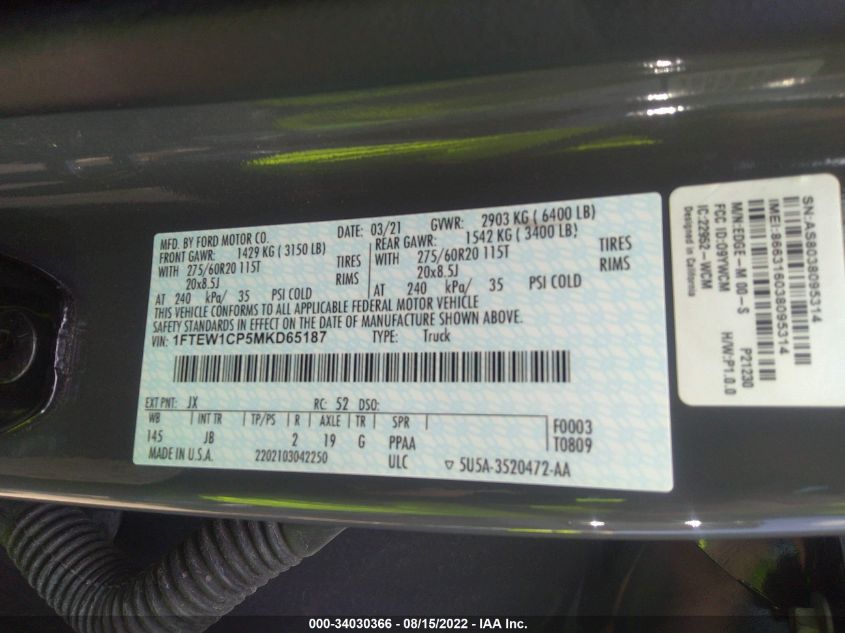 MFD. BY FORD MOTOR CO. DATE: 03/21 GVWR: 2903 KG ( 6400 LB)
FRONT GAWR: 1429 KG ( 3150 LB) REAR GAWR: 1542 KG ( 3400 LB)
WITH 275/60R20 115T TIRES WITH 275/60R20 115T TIRES
20x8.5J RIMS 20x8.5J RIMS
AT 240 kPa/ 35 PSI COLD AT 240 kPa/ 35 PSI COLD
THIS VEHICLE CONFORMS TO ALL APPLICABLE FEDERAL MOTOR VEHICLE
SAFETY STANDARDS IN EFFECT ON THE DATE OF MANUFACTURE SHOWN ABOVE.
VIN: 1FTEW1CP5MKD65187 TYPE: Truck
EXT PNT: JX RC: 52 DSO:
WB INT TR TP/PS R AXLE TR SPR F0003
145 JB 2 19 G PPAA T0809
MADE IN U.S.A. 2202103042250 ULC ▽ 5U5A-3520472-AA
SN:AS8038095314
IMEI:866316038095314
M/N:EDGE-M 00-S P21230
FCC ID:O9YWCM H/W:P1.0.0
IC:22962-WCM
Designed in California
000-34030366 - 08/15/2022 - IAA Inc.